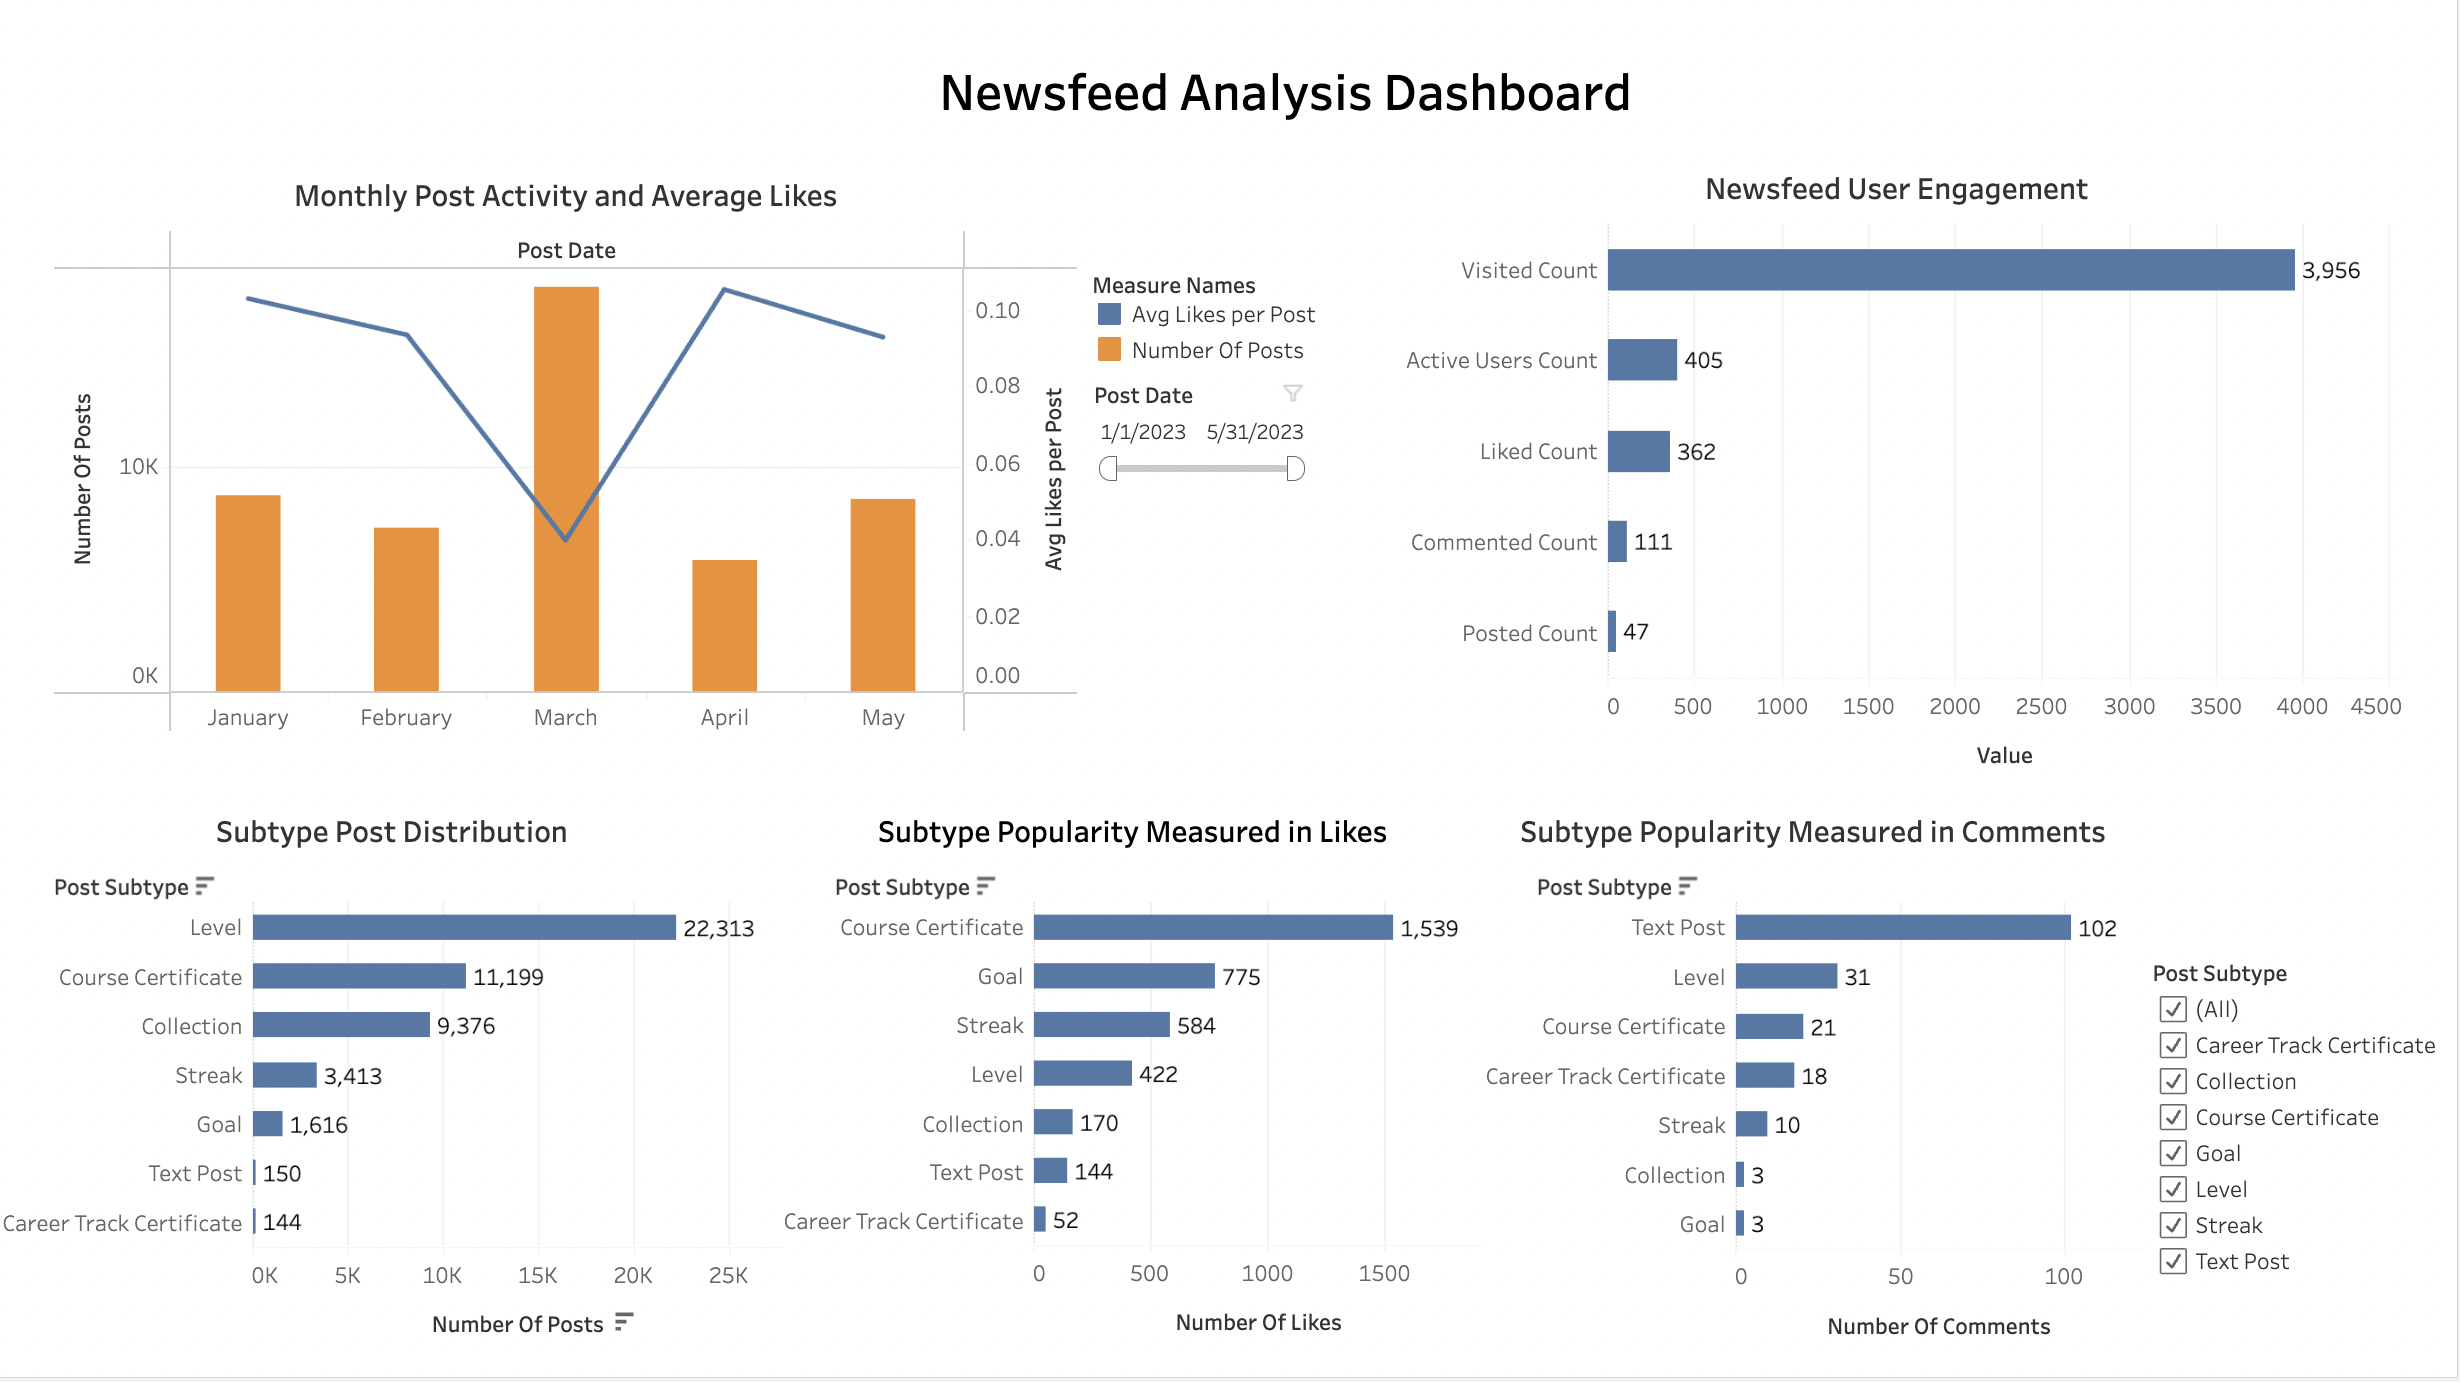 Newsfeed Analysis Dashboard
Monthly Post Activity and Average Likes
Post Date
Number Of Posts
10K
0K
0.10
0.08
0.06
0.04
0.02
0.00
Avg Likes per Post
January February March April May
Measure Names
Avg Likes per Post
Number Of Posts
Post Date
1/1/2023 5/31/2023
Newsfeed User Engagement
Visited Count 3,956
Active Users Count 405
Liked Count 362
Commented Count 111
Posted Count 47
0 500 1000 1500 2000 2500 3000 3500 4000 4500
Value
Subtype Post Distribution
Post Subtype
Level 22,313
Course Certificate 11,199
Collection 9,376
Streak 3,413
Goal 1,616
Text Post 150
Career Track Certificate 144
0K 5K 10K 15K 20K 25K
Number Of Posts
Subtype Popularity Measured in Likes
Post Subtype
Course Certificate 1,539
Goal 775
Streak 584
Level 422
Collection 170
Text Post 144
Career Track Certificate 52
0 500 1000 1500
Number Of Likes
Subtype Popularity Measured in Comments
Post Subtype
Text Post 102
Level 31
Course Certificate 21
Career Track Certificate 18
Streak 10
Collection 3
Goal 3
0 50 100
Number Of Comments
Post Subtype
(All)
Career Track Certificate
Collection
Course Certificate
Goal
Level
Streak
Text Post